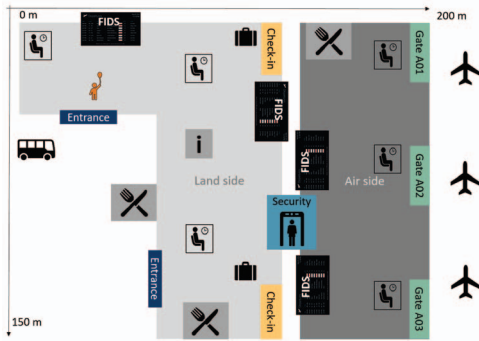 0 m
200 m
FIDS
Check-in
Gate A01
FIDS
Entrance
i
FIDS
Land side
Air side
Gate A02
Security
Entrance
FIDS
Check-in
Gate A03
150 m